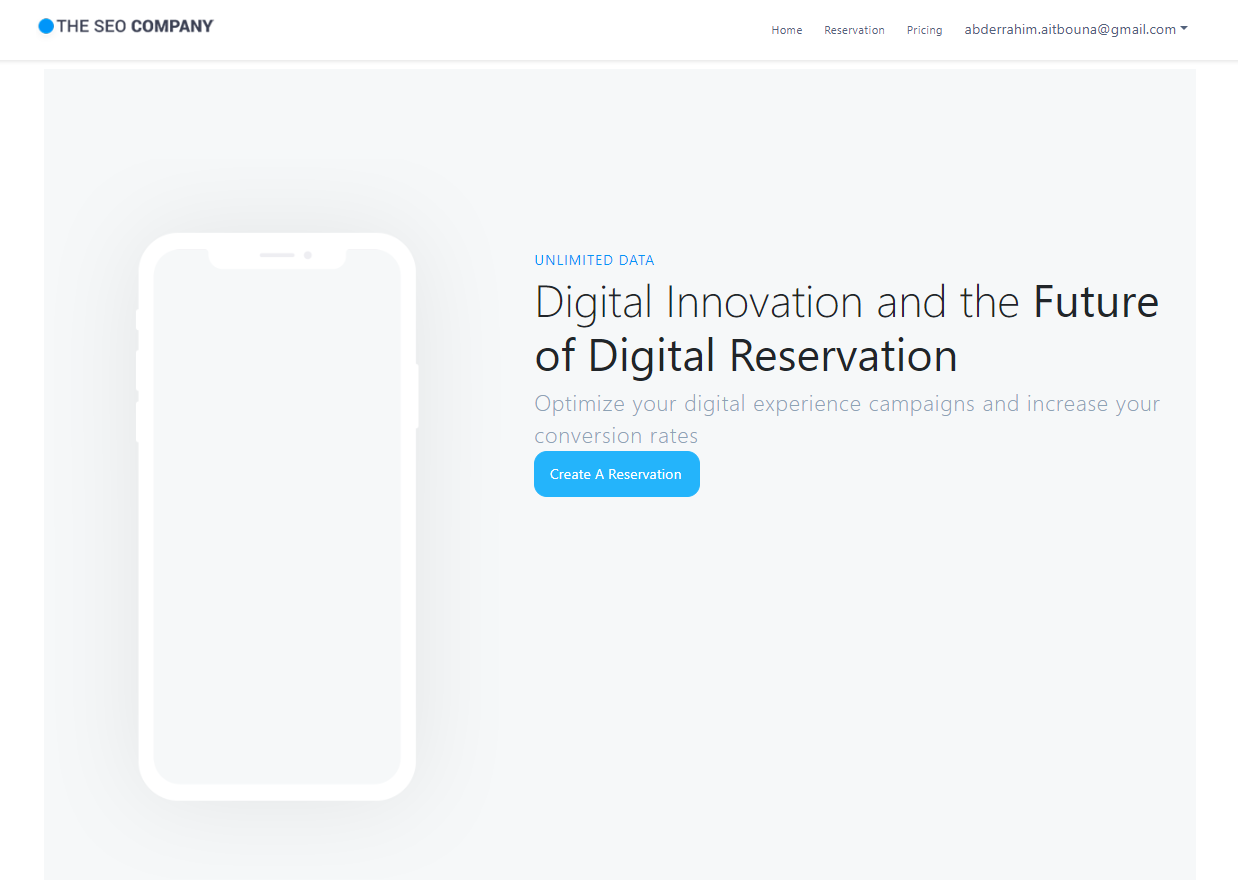 THE SEO COMPANY
Home Reservation Pricing abderrahim.aitbouna@gmail.com
UNLIMITED DATA
Digital Innovation and the Future
of Digital Reservation
Optimize your digital experience campaigns and increase your
conversion rates
Create A Reservation